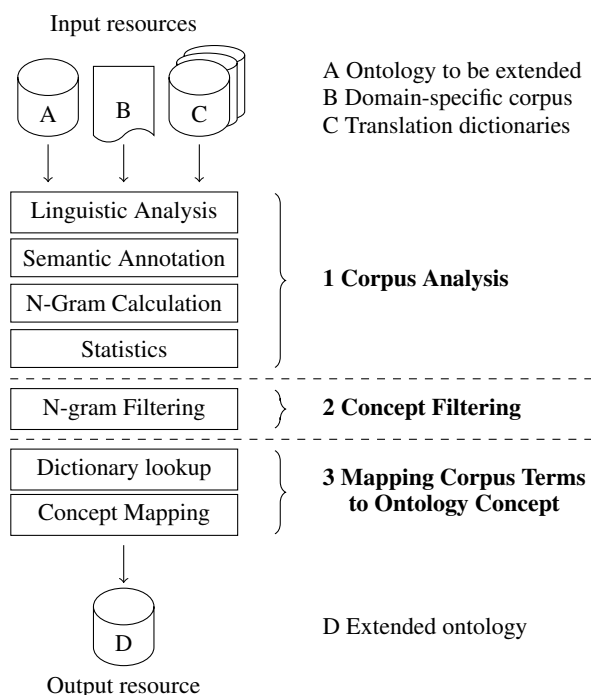 Input resources
A
B
C
A Ontology to be extended
B Domain-specific corpus
C Translation dictionaries
Linguistic Analysis
Semantic Annotation
N-Gram Calculation
Statistics
1 Corpus Analysis
N-gram Filtering
2 Concept Filtering
Dictionary lookup
Concept Mapping
3 Mapping Corpus Terms
to Ontology Concept
D
D Extended ontology
Output resource